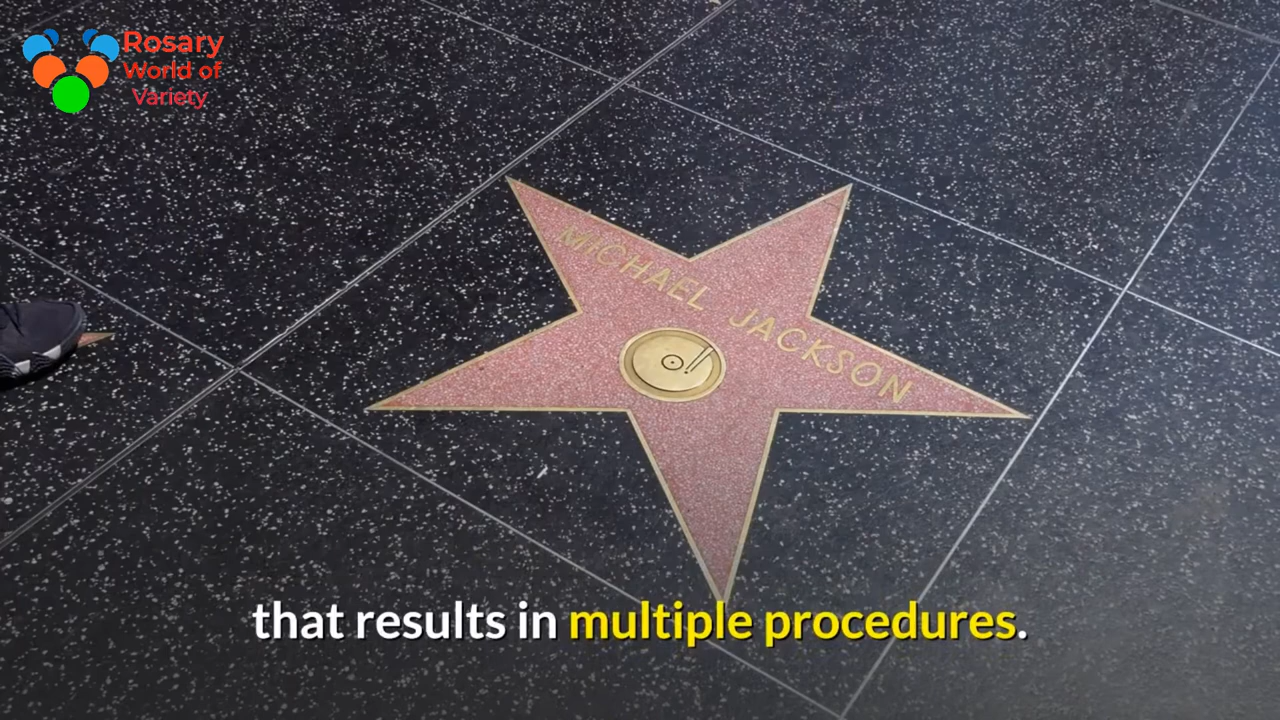 Rosary
World of
Variety
MICHAEL JACKSON
that results in multiple procedures.